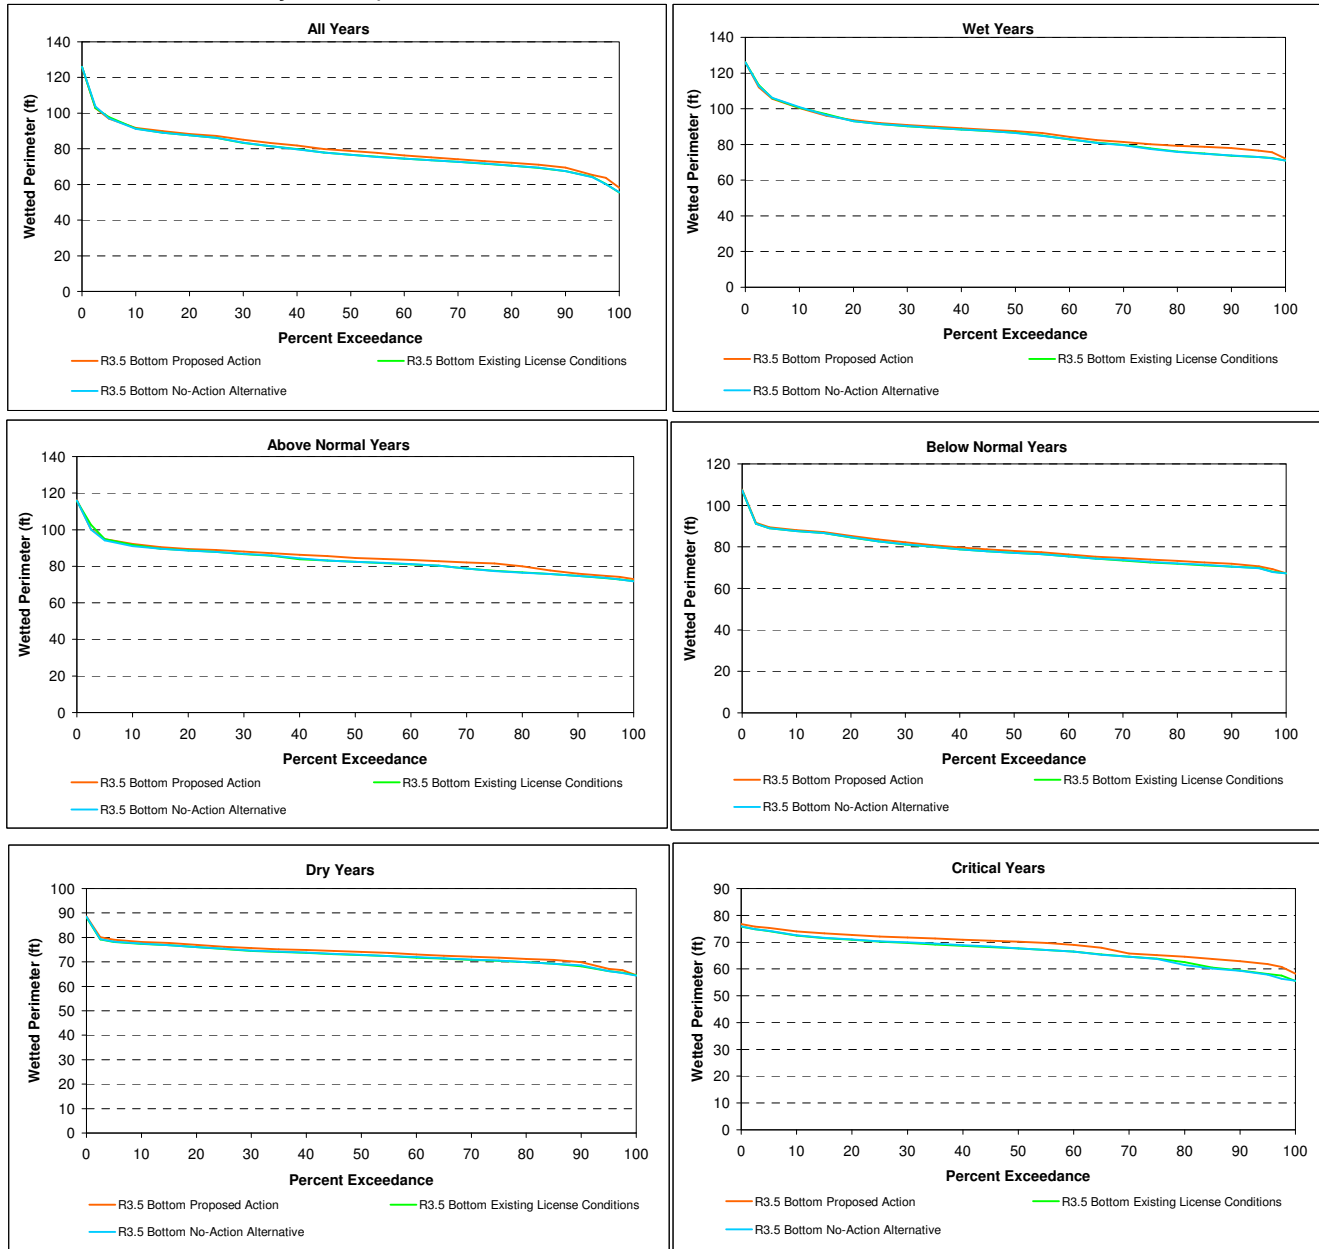 All Years
Wetted Perimeter (ft)
140
120
100
80
60
40
20
0
0 10 20 30 40 50 60 70 80 90 100
Percent Exceedance
R3.5 Bottom Proposed Action R3.5 Bottom Existing License Conditions
R3.5 Bottom No-Action Alternative
Wet Years
Wetted Perimeter (ft)
140
120
100
80
60
40
20
0
0 10 20 30 40 50 60 70 80 90 100
Percent Exceedance
R3.5 Bottom Proposed Action R3.5 Bottom Existing License Conditions
R3.5 Bottom No-Action Alternative
Above Normal Years
Wetted Perimeter (ft)
140
120
100
80
60
40
20
0
0 10 20 30 40 50 60 70 80 90 100
Percent Exceedance
R3.5 Bottom Proposed Action R3.5 Bottom Existing License Conditions
R3.5 Bottom No-Action Alternative
Below Normal Years
Wetted Perimeter (ft)
120
100
80
60
40
20
0
0 10 20 30 40 50 60 70 80 90 100
Percent Exceedance
R3.5 Bottom Proposed Action R3.5 Bottom Existing License Conditions
R3.5 Bottom No-Action Alternative
Dry Years
Wetted Perimeter (ft)
100
90
80
70
60
50
40
30
20
10
0
0 10 20 30 40 50 60 70 80 90 100
Percent Exceedance
R3.5 Bottom Proposed Action R3.5 Bottom Existing License Conditions
R3.5 Bottom No-Action Alternative
Critical Years
Wetted Perimeter (ft)
90
80
70
60
50
40
30
20
10
0
0 10 20 30 40 50 60 70 80 90 100
Percent Exceedance
R3.5 Bottom Proposed Action R3.5 Bottom Existing License Conditions
R3.5 Bottom No-Action Alternative